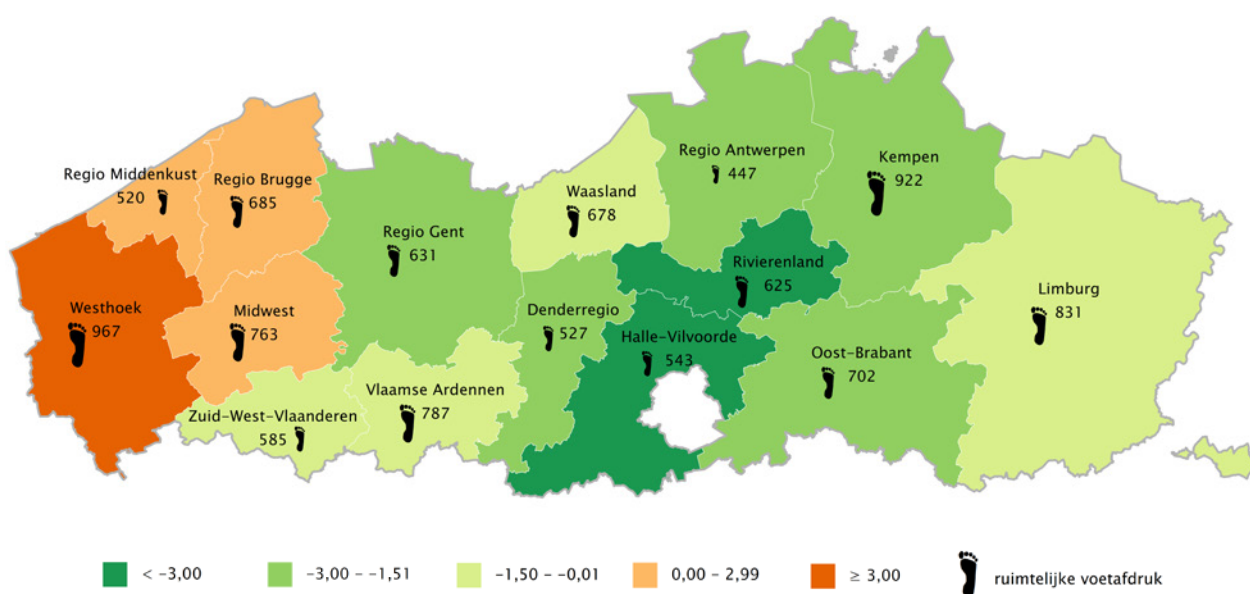 Regio Middenkust
520
Regio Brugge
685
Regio Gent
631
Waasland
678
Regio Antwerpen
447
Kempen
922
Westhoek
967
Midwest
763
Denderregio
527
Rivierenland
625
Halle-Vilvoorde
543
Limburg
831
Oost-Brabant
702
Vlaamse Ardennen
787
Zuid-West-Vlaanderen
585
< -3,00
-3,00 - -1,51
-1,50 - -0,01
0,00 - 2,99
≥ 3,00
ruimtelijke voetafdruk